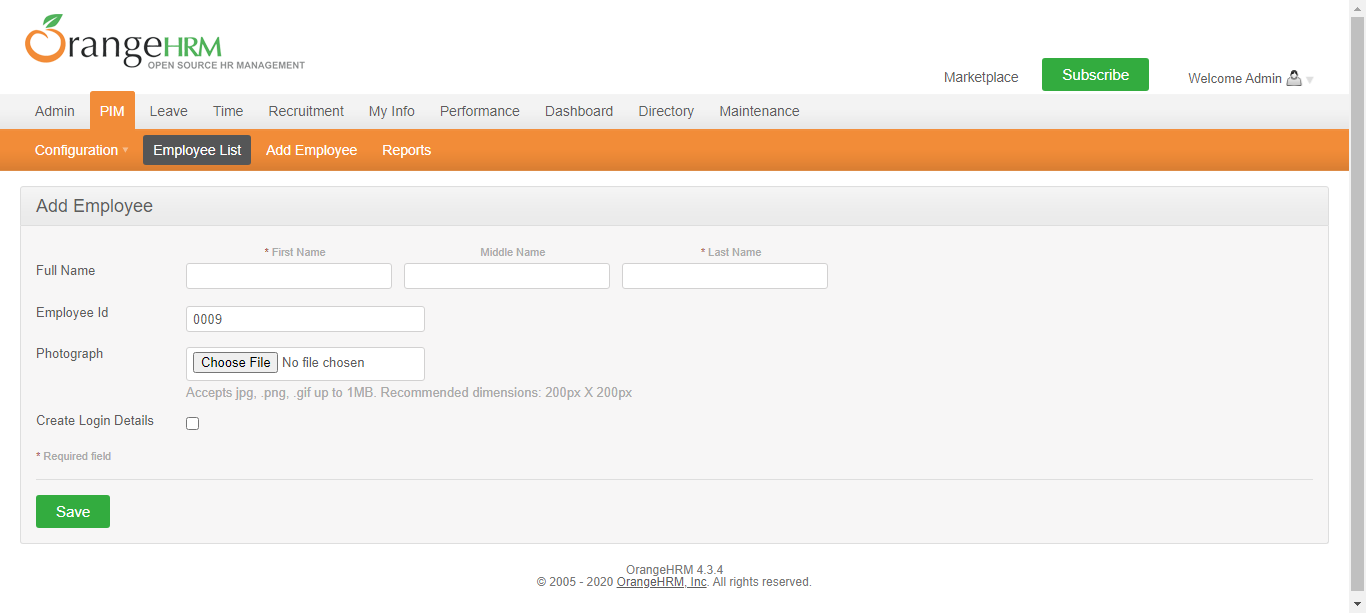 OrangeHRM
OPEN SOURCE HR MANAGEMENT
Marketplace Subscribe Welcome Admin
Admin PIM Leave Time Recruitment My Info Performance Dashboard Directory Maintenance
Configuration Employee List Add Employee Reports
Add Employee
* First Name Middle Name * Last Name
Full Name
Employee Id 0009
Photograph Choose File No file chosen
Accepts jpg, .png, .gif up to 1MB. Recommended dimensions: 200px X 200px
Create Login Details
* Required field
Save
OrangeHRM 4.3.4
© 2005 - 2020 OrangeHRM, Inc. All rights reserved.